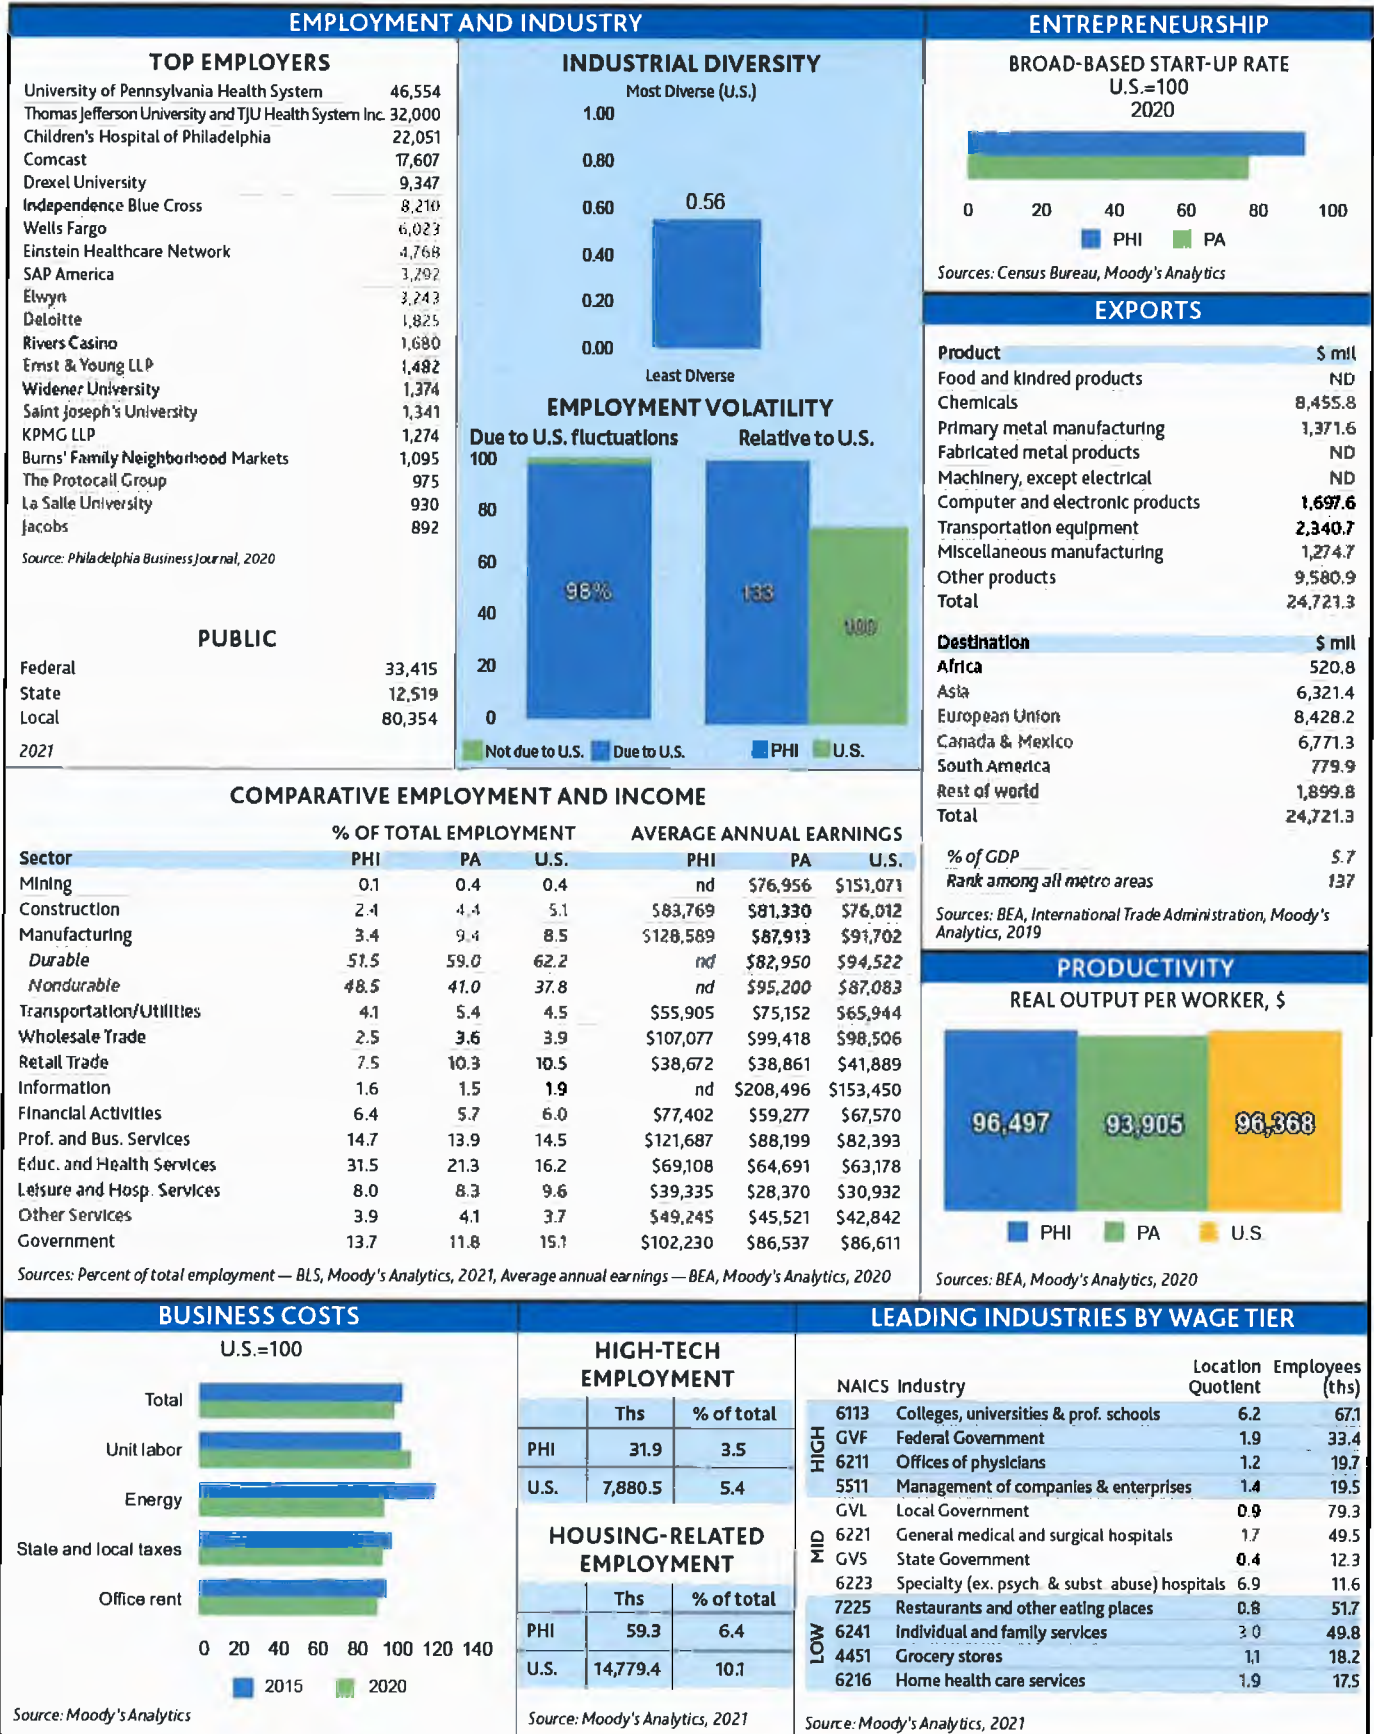 EMPLOYMENT AND INDUSTRY
TOP EMPLOYERS
University of Pennsylvania Health System 46,554
Thomas Jefferson University and TJU Health System Inc. 32,000
Children's Hospital of Philadelphia 22,051
Comcast 17,607
Drexel University 9,347
Independence Blue Cross 8,210
Wells Fargo 6,023
Einstein Healthcare Network 4,768
SAP America 3,292
Elwyn 3,243
Deloitte 1,825
Rivers Casino 1,680
Ernst & Young LLP 1,482
Widener University 1,374
Saint Joseph's University 1,341
KPMG LLP 1,274
Burns' Family Neighborhood Markets 1,095
The Protocall Group 975
La Salle University 930
Jacobs 892
Source: Philadelphia Business Journal, 2020
PUBLIC
Federal 33,415
State 12,519
Local 80,354
2021
INDUSTRIAL DIVERSITY
Most Diverse (U.S.)
1.00
0.80
0.60
0.40
0.20
0.00
0.56
Least Diverse
EMPLOYMENT VOLATILITY
Due to U.S. fluctuations Relative to U.S.
100
80
60
40
20
0
98%
133
100
Not due to U.S. Due to U.S. PHI U.S.
ENTREPRENEURSHIP
BROAD-BASED START-UP RATE
U.S.=100
2020
0 20 40 60 80 100
PHI PA
Sources: Census Bureau, Moody's Analytics
EXPORTS
Product $ mil
Food and kindred products ND
Chemicals 8,455.8
Primary metal manufacturing 1,371.6
Fabricated metal products ND
Machinery, except electrical ND
Computer and electronic products 1,697.6
Transportation equipment 2,340.7
Miscellaneous manufacturing 1,274.7
Other products 9,580.9
Total 24,721.3
Destination $ mil
Africa 520.8
Asia 6,321.4
European Union 8,428.2
Canada & Mexico 6,771.3
South America 779.9
Rest of world 1,899.8
Total 24,721.3
% of GDP 5.7
Rank among all metro areas 137
Sources: BEA, International Trade Administration, Moody's
Analytics, 2019
COMPARATIVE EMPLOYMENT AND INCOME
% OF TOTAL EMPLOYMENT AVERAGE ANNUAL EARNINGS
Sector PHI PA U.S. PHI PA U.S.
Mining 0.1 0.4 0.4 nd $76,956 $151,071
Construction 2.4 4.4 5.1 $83,769 $81,330 $76,012
Manufacturing 3.4 9.4 8.5 $128,589 $87,913 $91,702
Durable 51.5 59.0 62.2 nd $82,950 $94,522
Nondurable 48.5 41.0 37.8 nd $95,200 $87,083
Transportation/Utilities 4.1 5.4 4.5 $55,905 $75,152 $65,944
Wholesale Trade 2.5 3.6 3.9 $107,077 $99,418 $98,506
Retail Trade 7.5 10.3 10.5 $38,672 $38,861 $41,889
Information 1.6 1.5 1.9 nd $208,496 $153,450
Financial Activities 6.4 5.7 6.0 $77,402 $59,277 $67,570
Prof. and Bus. Services 14.7 13.9 14.5 $121,687 $88,199 $82,393
Educ. and Health Services 31.5 21.3 16.2 $69,108 $64,691 $63,178
Leisure and Hosp. Services 8.0 8.3 9.6 $39,335 $28,370 $30,932
Other Services 3.9 4.1 3.7 $49,245 $45,521 $42,842
Government 13.7 11.8 15.1 $102,230 $86,537 $86,611
Sources: Percent of total employment — BLS, Moody's Analytics, 2021, Average annual earnings — BEA, Moody's Analytics, 2020
PRODUCTIVITY
REAL OUTPUT PER WORKER, $
96,497 93,905 96,368
PHI PA U.S.
Sources: BEA, Moody's Analytics, 2020
BUSINESS COSTS
U.S.=100
Total
Unit labor
Energy
State and local taxes
Office rent
0 20 40 60 80 100 120 140
2015 2020
Source: Moody's Analytics
HIGH-TECH
EMPLOYMENT
Ths % of total
PHI 31.9 3.5
U.S. 7,880.5 5.4
HOUSING-RELATED
EMPLOYMENT
Ths % of total
PHI 59.3 6.4
U.S. 14,779.4 10.1
Source: Moody's Analytics, 2021
LEADING INDUSTRIES BY WAGE TIER
Location Employees
NAICS Industry Quotient (ths)
HIGH
6113 Colleges, universities & prof. schools 6.2 67.1
GVF Federal Government 1.9 33.4
6211 Offices of physicians 1.2 19.7
5511 Management of companies & enterprises 1.4 19.5
MID
GVL Local Government 0.9 79.3
6221 General medical and surgical hospitals 1.7 49.5
GVS State Government 0.4 12.3
6223 Specialty (ex. psych. & subst. abuse) hospitals 6.9 11.6
LOW
7225 Restaurants and other eating places 0.8 51.7
6241 Individual and family services 3.0 49.8
4451 Grocery stores 1.1 18.2
6216 Home health care services 1.9 17.5
Source: Moody's Analytics, 2021